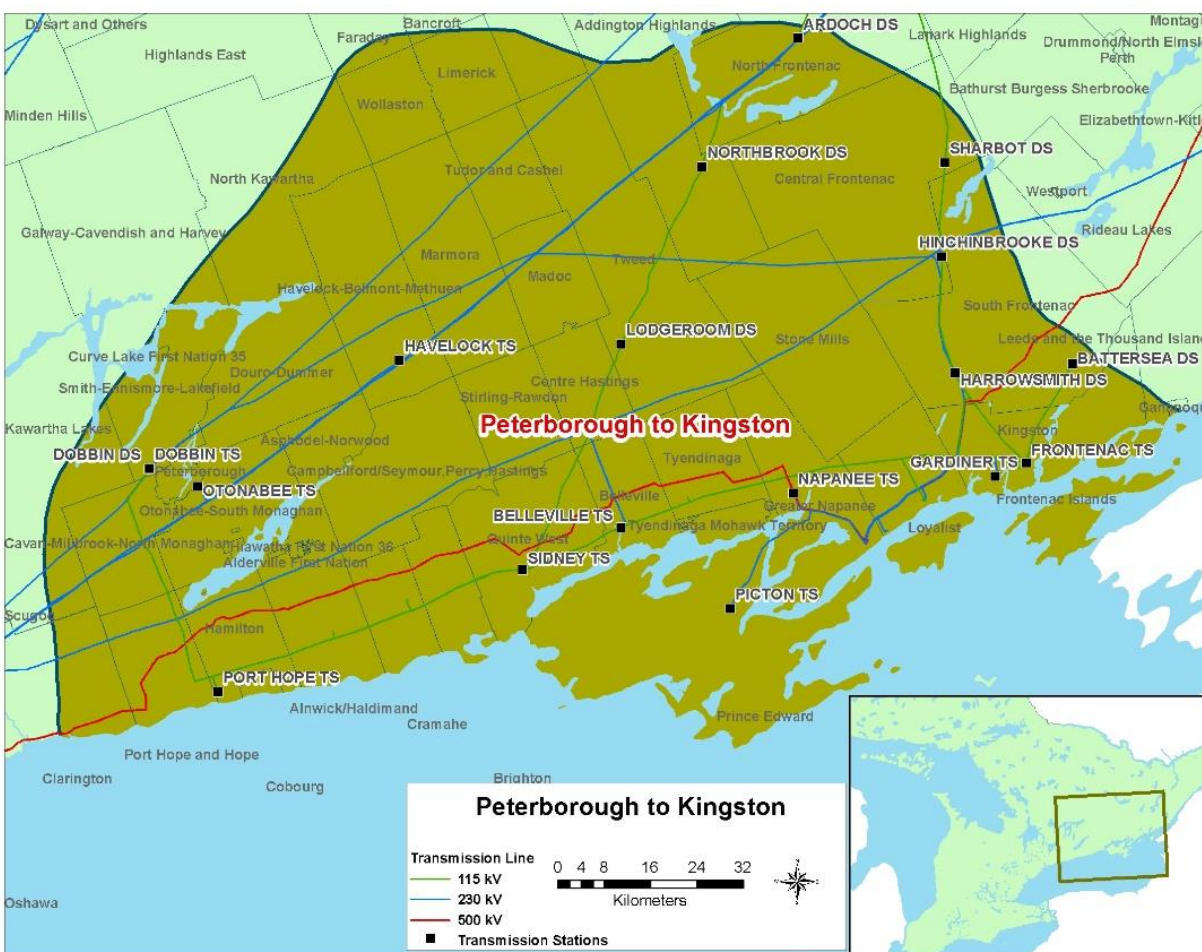 Dysart and Others
Bancroft
Addington Highlands
ARDOCH DS
Lanark Highlands
Montag
Highlands East
Faraday
Drummond/North Elmsl
Perth
Limerick
North Frontenac
Bathurst Burgess Sherbrooke
Wollaston
Minden Hills
Elizabethtown-Kitl
NORTHBROOK DS
SHARBOT DS
North Kawartha
Tudor and Cashel
Central Frontenac
Westport
Galway-Cavendish and Harvey
Rideau Lakes
HINCHINBROOKE DS
Marmora
Tweed
Madoc
Havelock-Belmont-Methuen
South Frontenac
LODGEROOM DS
Stone Mills
Leeds and the Thousand Islan
HAVELOCK TS
Curve Lake First Nation 35
BATTERSEA DS
Douro-Dummer
Centre Hastings
HARROWSMITH DS
Smith-Ennismore-Lakefield
Stirling-Rawdon
Gananoqu
Kawartha Lakes
Peterborough to Kingston
Kingston
Asphodel-Norwood
DOBBIN DS
DOBBIN TS
Tyendinaga
FRONTENAC TS
Peterborough
Campbellford/Seymour,Percy,Hastings
GARDINER TS
OTONABEE TS
NAPANEE TS
Belleville
Greater Napanee
Frontenac Islands
Otonabee-South Monaghan
BELLEVILLE TS
Tyendinaga Mohawk Territory
Loyalist
Cavan-Millbrook-North Monaghan
Quinte West
Hiawatha First Nation 36
Alderville First Nation
SIDNEY TS
PICTON TS
Scugog
Hamilton
PORT HOPE TS
Alnwick/Haldimand
Cramahe
Prince Edward
Port Hope and Hope
Clarington
Cobourg
Brighton
Oshawa
Peterborough to Kingston
Transmission Line
115 kV
230 kV
500 kV
Transmission Stations
0 4 8 16 24 32
Kilometers